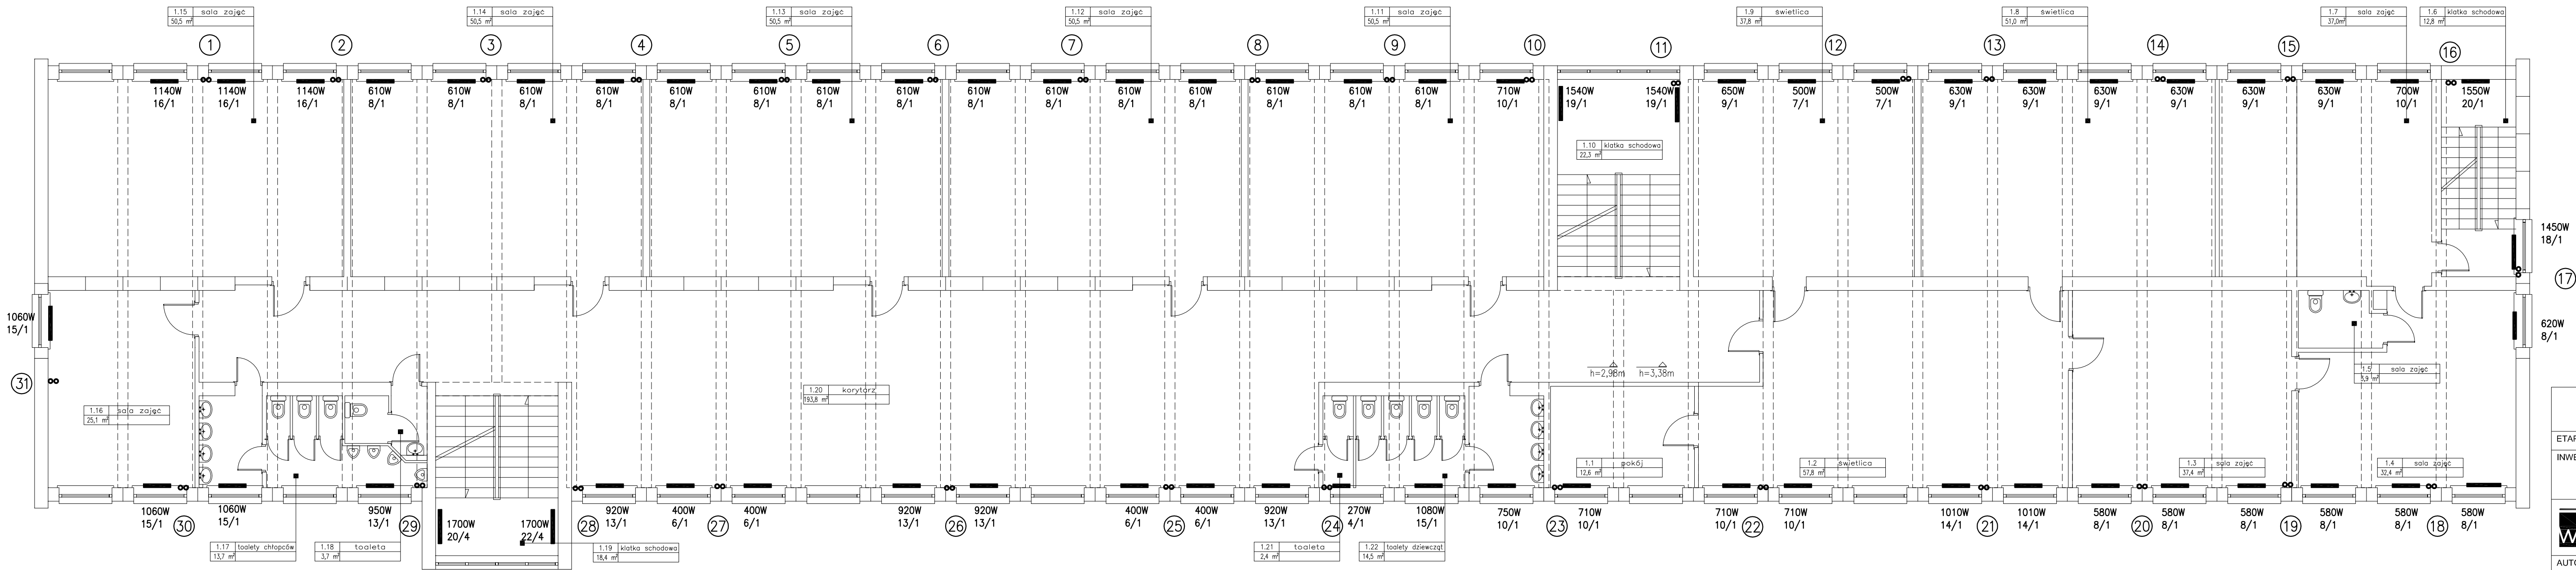 1.15 sala zajęć
50,5 m²
1.14 sala zajęć
50,5 m²
1.13 sala zajęć
50,5 m²
1.12 sala zajęć
50,5 m²
1.11 sala zajęć
50,5 m²
1.9 świetlica
37,8 m²
1.8 świetlica
51,0 m²
1.7 sala zajęć
37,0m²
1.6 klatka schodowa
12,8 m²
1 2 3 4 5 6 7 8 9 10 11 12 13 14 15 16
1140W 1140W 1140W 610W 610W 610W 610W 610W 610W 610W 610W 610W 610W 610W 610W 610W 610W 610W 710W 1540W 1540W 650W 500W 500W 630W 630W 630W 630W 630W 630W 700W 1550W
16/1 16/1 16/1 8/1 8/1 8/1 8/1 8/1 8/1 8/1 8/1 8/1 8/1 8/1 8/1 8/1 8/1 8/1 10/1 19/1 19/1 9/1 7/1 7/1 9/1 9/1 9/1 9/1 9/1 9/1 10/1 20/1
1.10 klatka schodowa
22,3 m²
1450W
18/1
17
1060W
15/1
620W
8/1
h=2,98m h=3,38m
31
1.5 sala zajęć
3,9 m²
1.20 korytarz
193,8 m²
1.16 sala zajęć
25,1 m²
1.1 pokój
12,6 m²
1.2 świetlica
57,8 m²
1.3 sala zajęć
37,4 m²
1.4 sala zajęć
32,4 m²
1060W 1060W 950W 1700W 1700W 920W 400W 400W 920W 920W 400W 400W 920W 270W 1080W 750W 710W 710W 710W 1010W 1010W 580W 580W 580W 580W 580W 580W
15/1 15/1 13/1 20/4 22/4 13/1 6/1 6/1 13/1 13/1 6/1 6/1 13/1 4/1 15/1 10/1 10/1 10/1 10/1 14/1 14/1 8/1 8/1 8/1 8/1 8/1 8/1
30 29 28 27 26 25 24 23 22 21 20 19 18
1.17 toalety chłopców
13,7 m²
1.18 toaleta
3,7 m²
1.19 klatka schodowa
18,4 m²
1.21 toaleta
2,4 m²
1.22 toalety dziewcząt
14,5 m²
ETAP
INWE
W
AUTO